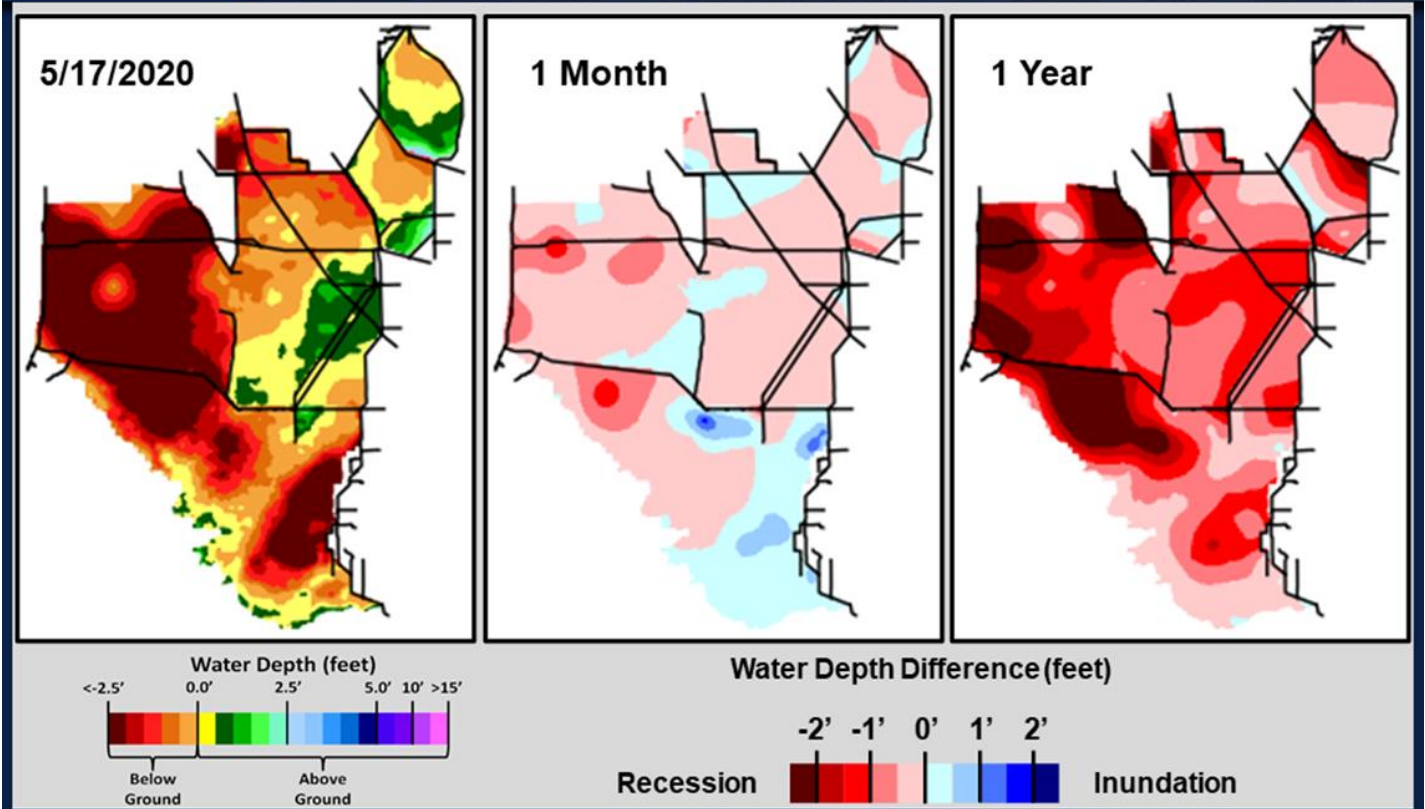 5/17/2020
1 Month
1 Year
Water Depth (feet)
<-2.5’ 0.0’ 2.5’ 5.0’ 10’ >15’
Below
Ground
Above
Ground
Water Depth Difference (feet)
-2’ -1’ 0’ 1’ 2’
Recession
Inundation